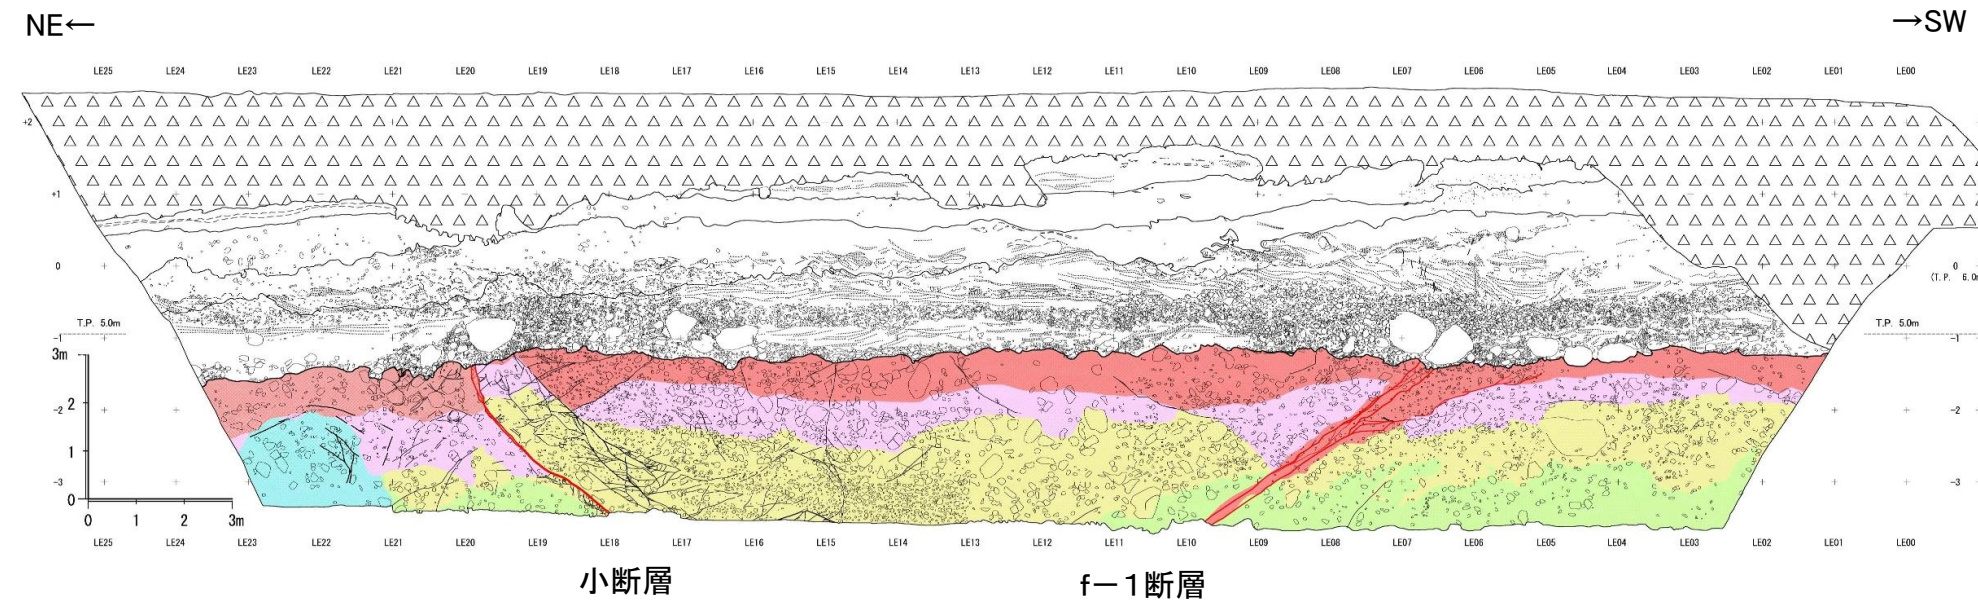 NE← →SW
LE25 LE24 LE23 LE22 LE21 LE20 LE19 LE18 LE17 LE16 LE15 LE14 LE13 LE12 LE11 LE10 LE09 LE08 LE07 LE06 LE05 LE04 LE03 LE02 LE01 LE00
+2
+1
0 0
(T.P. 6.0
T.P. 5.0m T.P. 5.0m
-1 -1
3m
-2 2 -2
1
-3 -3
0
0 1 2 3m
LE25 LE24 LE23 LE22 LE21 LE20 LE19 LE18 LE17 LE16 LE15 LE14 LE13 LE12 LE11 LE10 LE09 LE08 LE07 LE06 LE05 LE04 LE03 LE02 LE01 LE00
小断層 f－1断層